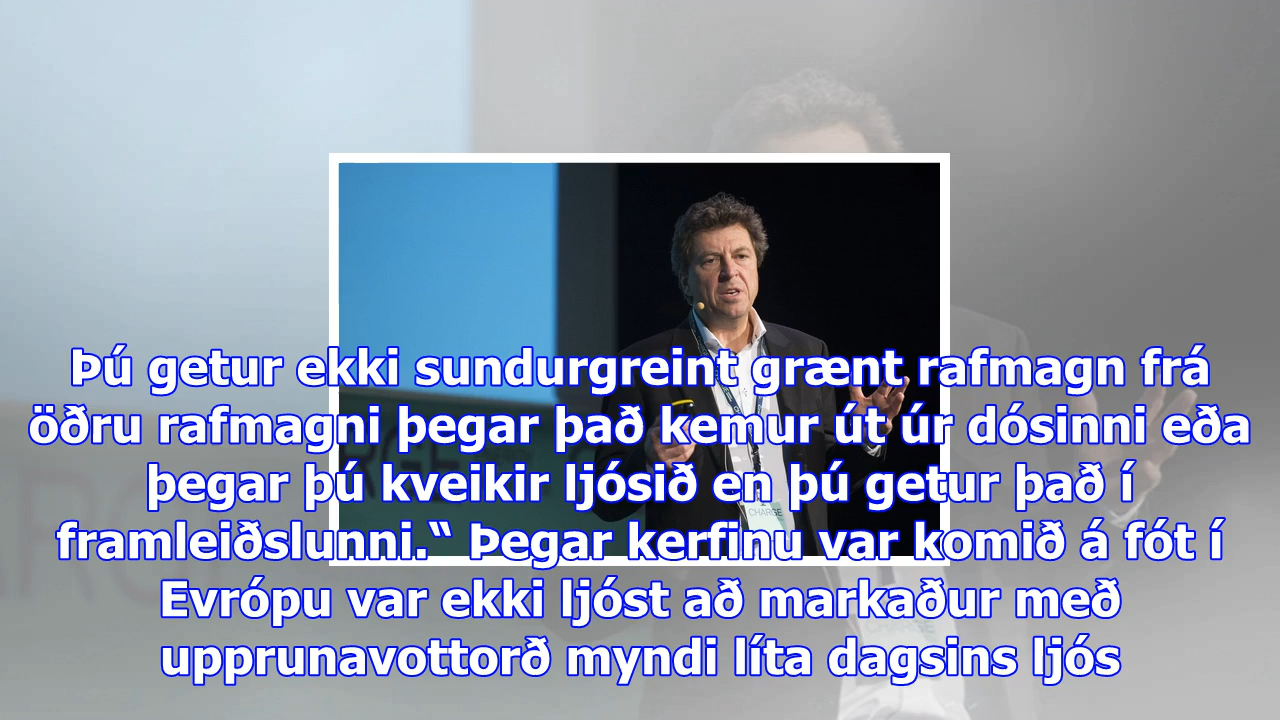 Þú getur ekki sundurgreint grænt rafmagn frá
öðru rafmagni þegar það kemur út úr dósinni eða
þegar þú kveikir ljósið en þú getur það í
framleiðslunni.“ Þegar kerfinu var komið á fót í
Evrópu var ekki ljóst að markaður með
upprunavottorð myndi líta dagsins ljós
CHARGE